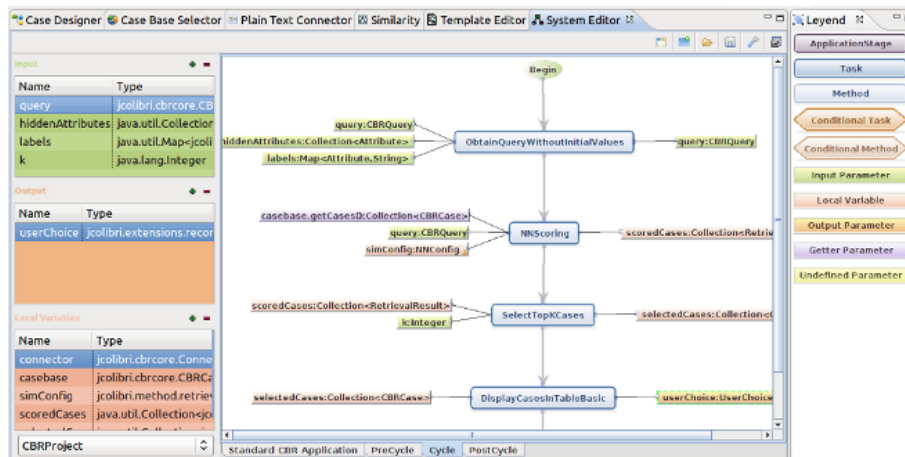 Case Designer Case Base Selector Plain Text Connector Similarity Template Editor System Editor
Leyend
Input
Name Type
query jcolibri.cbrcore.CB
hiddenAttributes java.util.Collection
labels java.util.Map<jcoli
k java.lang.Integer
Output
Name Type
userChoice jcolibri.extensions.recor
Local Variables
Name Type
connector jcolibri.cbrcore.Conne
casebase jcolibri.cbrcore.CBRCa
simConfig jcolibri.method.retrie
scoredCases java.util.Collection<jco
CBRProject
Begin
query:CBRQuery
hiddenAttributes:Collection<Attribute>
labels:Map<Attribute,String>
ObtainQueryWithoutInitialValues
query:CBRQuery
casebase.getCasesD:Collection<CBRCase>
query:CBRQuery
simConfig:NNConfig
NNScoring
scoredCases:Collection<Retrie
scoredCases:Collection<RetrievalResult>
k:Integer
SelectTopKCases
selectedCases:Collection<C
selectedCases:Collection<CBRCase>
DisplayCasesInTableBasic
userChoice:UserChoice
Standard CBR Application PreCycle Cycle PostCycle
ApplicationStage
Task
Method
Conditional Task
Conditional Method
Input Parameter
Local Variable
Output Parameter
Getter Parameter
Undefined Parameter